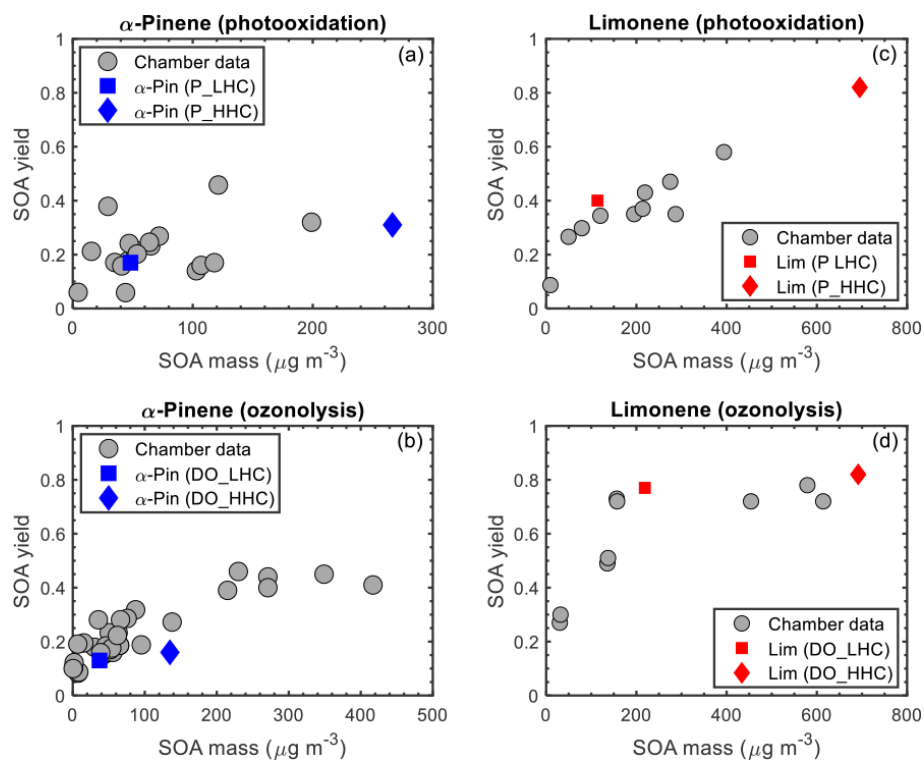 α-Pinene (photooxidation)
(a)
Chamber data
α-Pin (P_LHC)
α-Pin (P_HHC)
SOA yield
1
0.8
0.6
0.4
0.2
0
0 100 200 300
SOA mass (μg m⁻³)
Limonene (photooxidation)
(c)
Chamber data
Lim (P LHC)
Lim (P_HHC)
SOA yield
1
0.8
0.6
0.4
0.2
0
0 200 400 600 800
SOA mass (μg m⁻³)
α-Pinene (ozonolysis)
(b)
Chamber data
α-Pin (DO_LHC)
α-Pin (DO_HHC)
SOA yield
1
0.8
0.6
0.4
0.2
0
0 100 200 300 400 500
SOA mass (μg m⁻³)
Limonene (ozonolysis)
(d)
Chamber data
Lim (DO_LHC)
Lim (DO_HHC)
SOA yield
1
0.8
0.6
0.4
0.2
0
0 200 400 600 800
SOA mass (μg m⁻³)